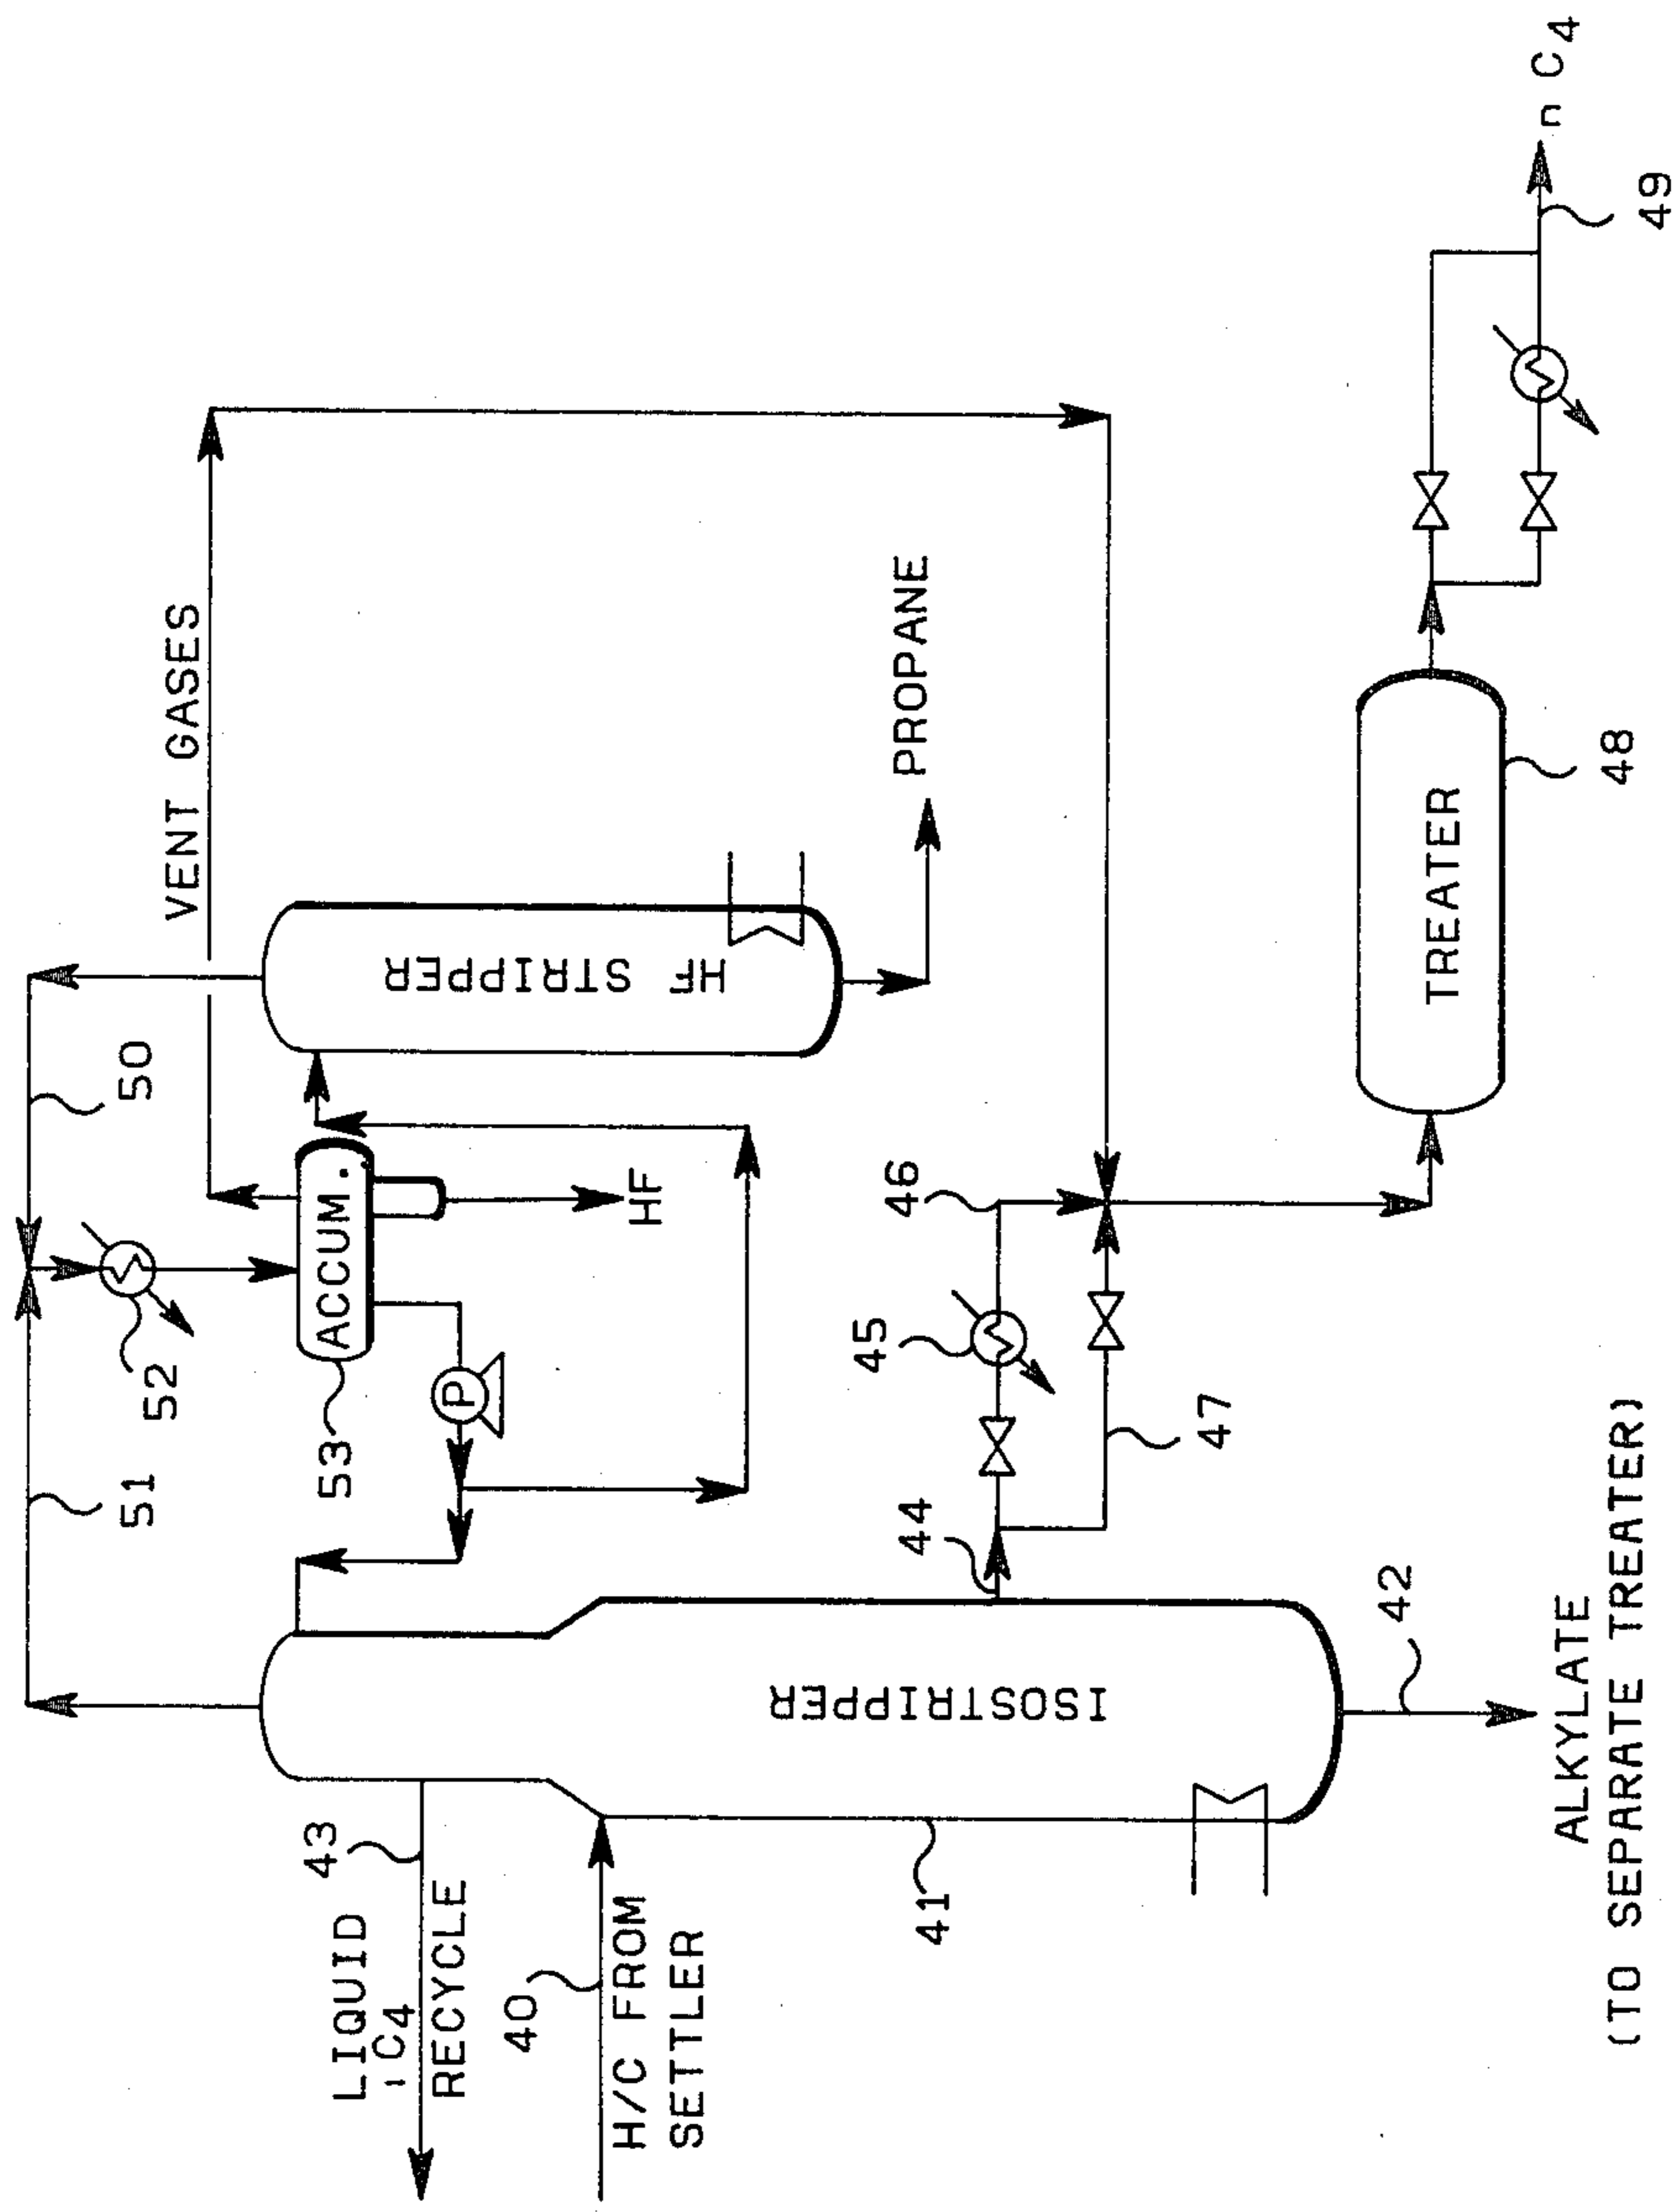 51
50
52
53
ACCUM.
P
HF
VENT GASES
HF STRIPPER
PROPANE
43
LIQUID
iC4
RECYCLE
40
H/C FROM
SETTLER
41
ISOSTRIPPER
44
45
46
47
42
ALKYLATE
(TO SEPARATE TREATER)
TREATER
48
49
n C4